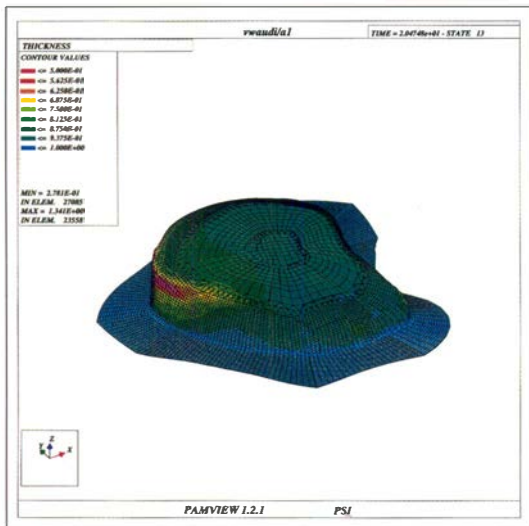 vwaudi/a1
TIME = 2.04748e+01 - STATE 13
THICKNESS
CONTOUR VALUES
<= 5.000E-01
<= 5.625E-01
<= 6.250E-01
<= 6.875E-01
<= 7.500E-01
<= 8.125E-01
<= 8.750E-01
<= 9.375E-01
<= 1.000E+00
MIN = 2.781E-01
IN ELEM. 27085
MAX = 1.341E+00
IN ELEM. 23558
Z
Y X
PAMVIEW 1.2.1 PSI